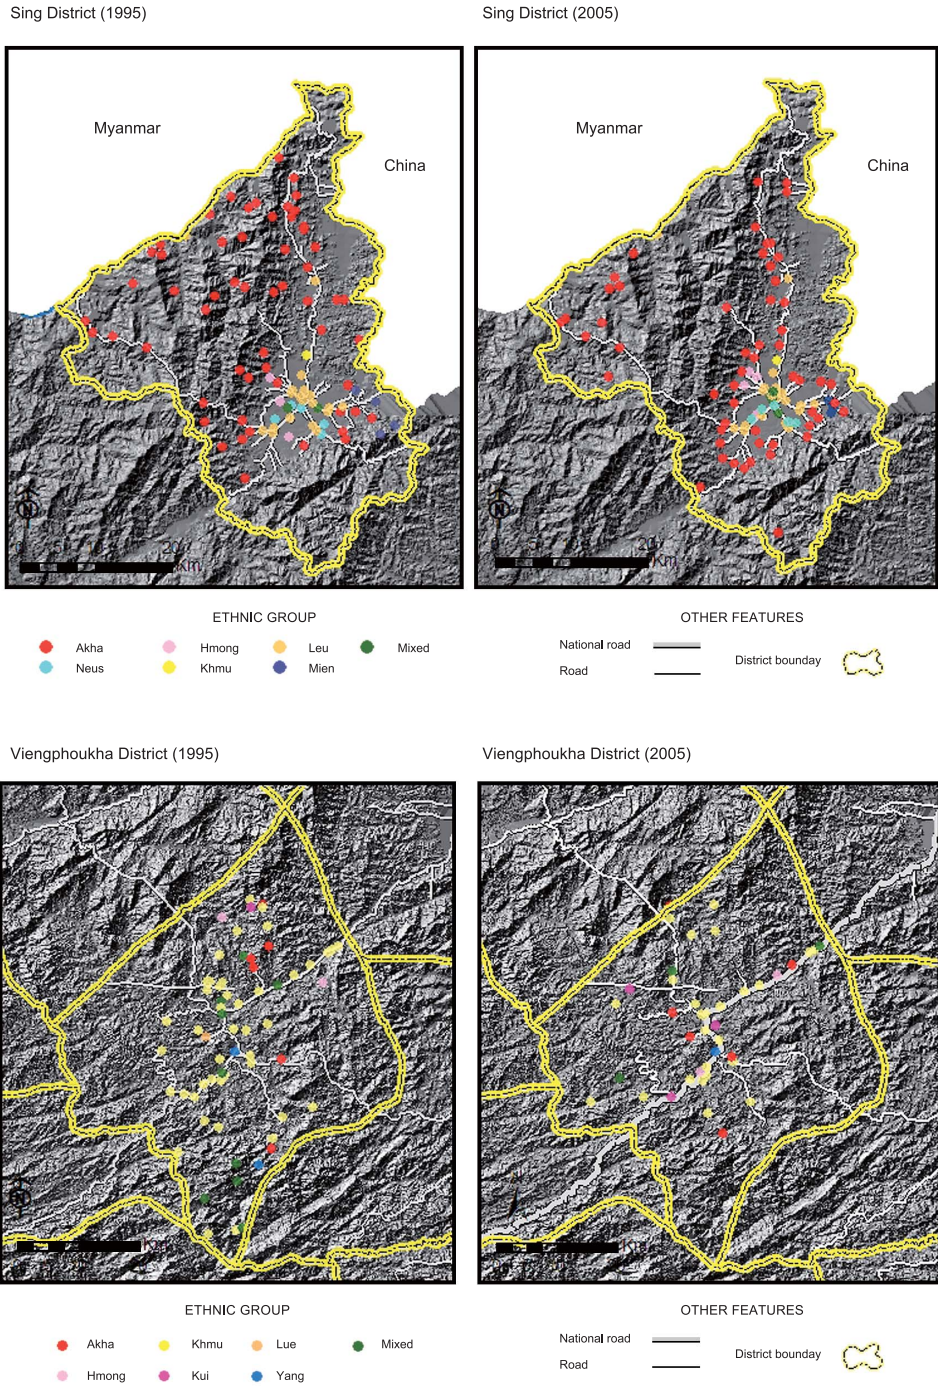 Sing District (1995)
Sing District (2005)
Myanmar
China
Myanmar
China
N
20
Km
N
20
Km
ETHNIC GROUP
OTHER FEATURES
Akha
Hmong
Leu
Mixed
Neus
Khmu
Mien
National road
Road
District bounday
Viengphoukha District (1995)
Viengphoukha District (2005)
ETHNIC GROUP
OTHER FEATURES
Akha
Khmu
Lue
Mixed
Hmong
Kui
Yang
National road
Road
District bounday